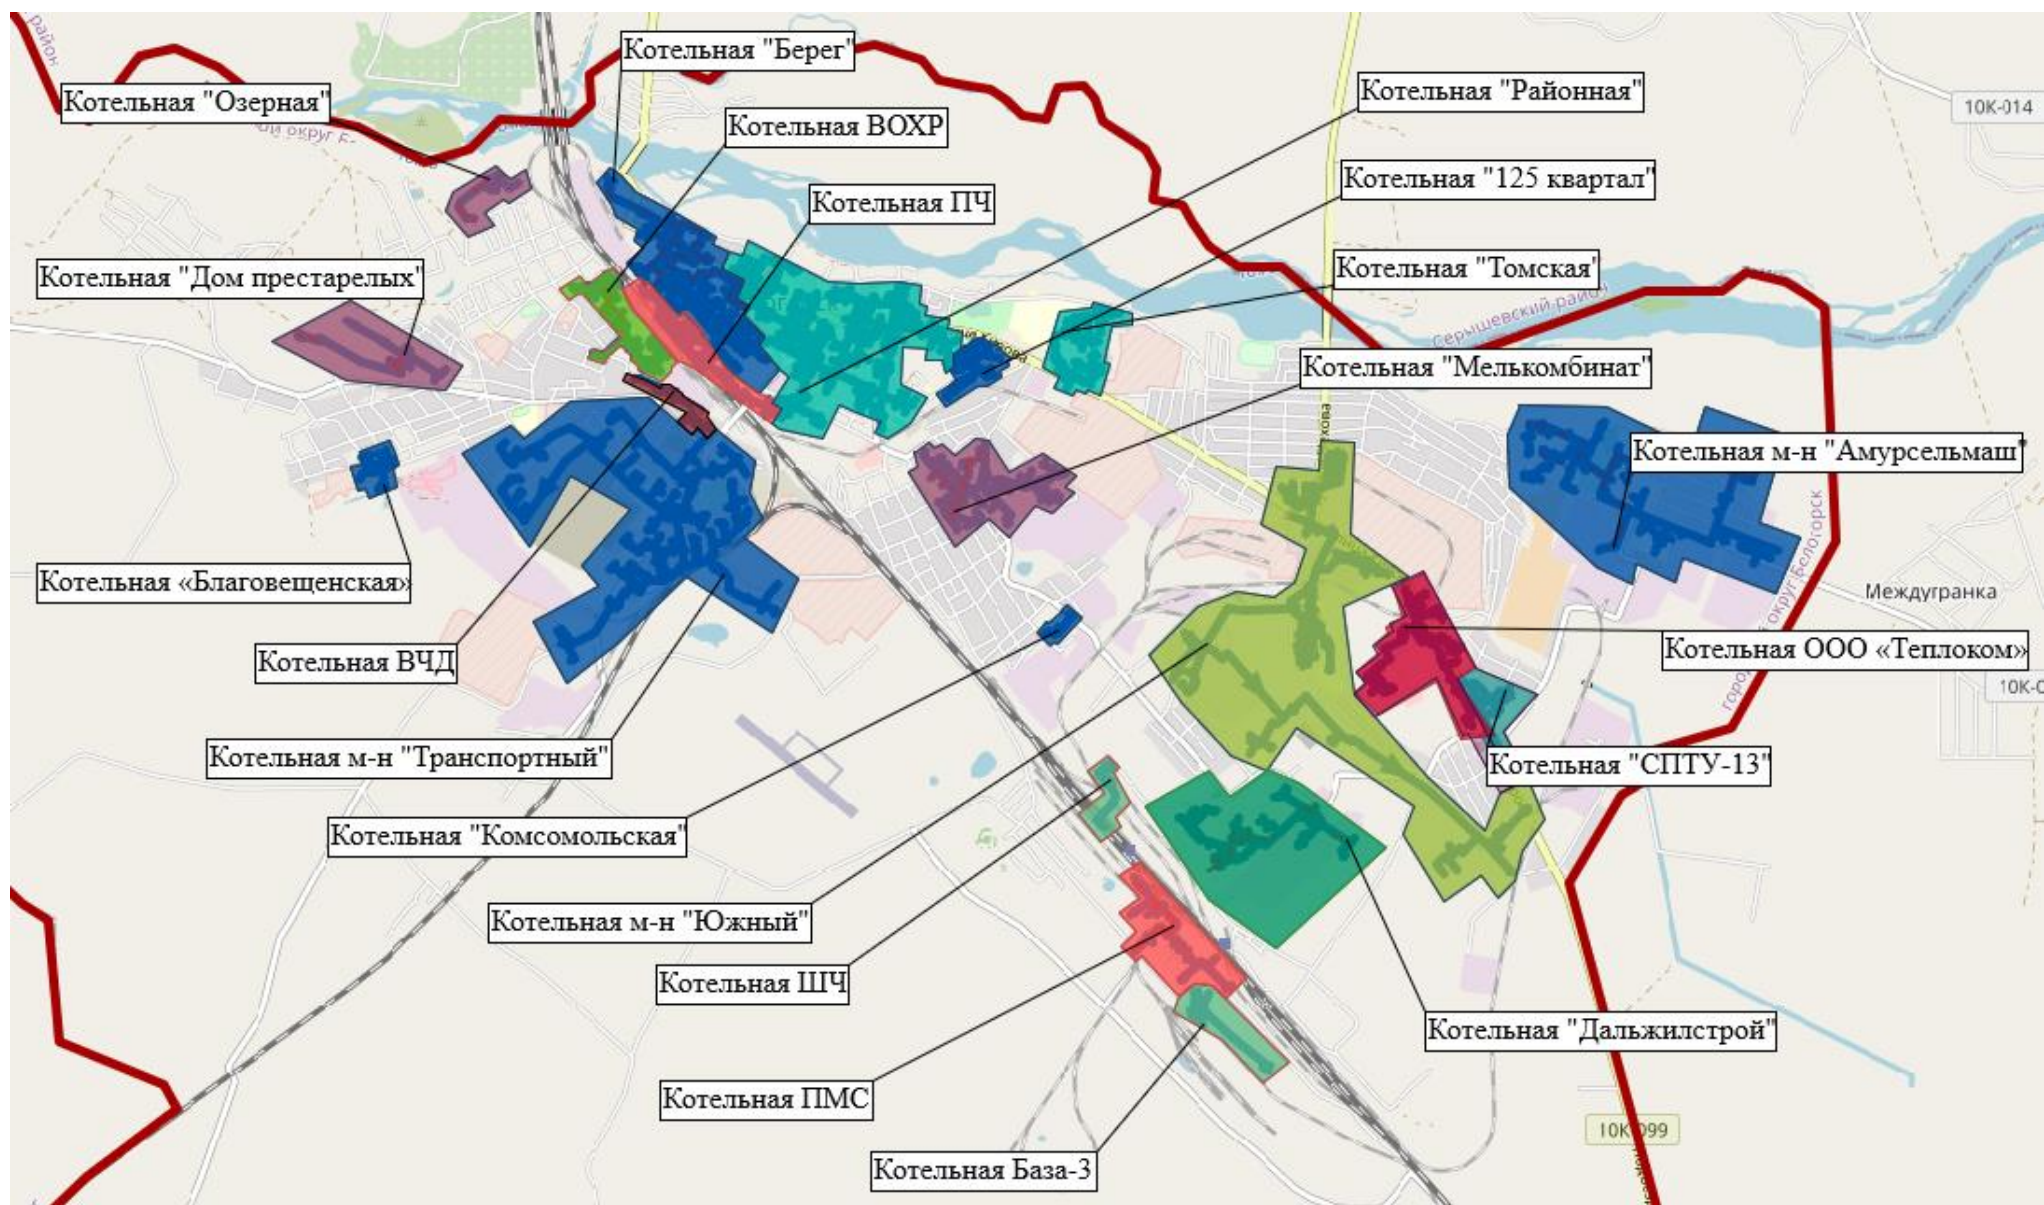 Котельная "Берег"
Котельная "Районная"
Котельная "Озерная"
10К-014
Котельная ВОХР
Котельная "125 квартал"
Котельная ПЧ
Котельная "Томская"
Котельная "Дом престарелых"
Серышевский район
Котельная "Мелькомбинат"
Котельная м-н "Амурсельмаш"
Котельная «Благовещенская»
Междугранка
Котельная ВЧД
Котельная ООО «Теплоком»
Котельная м-н "Транспортный"
Котельная "СПТУ-13"
Котельная "Комсомольская"
Котельная м-н "Южный"
Котельная ШЧ
Котельная "Дальжилстрой"
Котельная ПМС
Котельная База-3